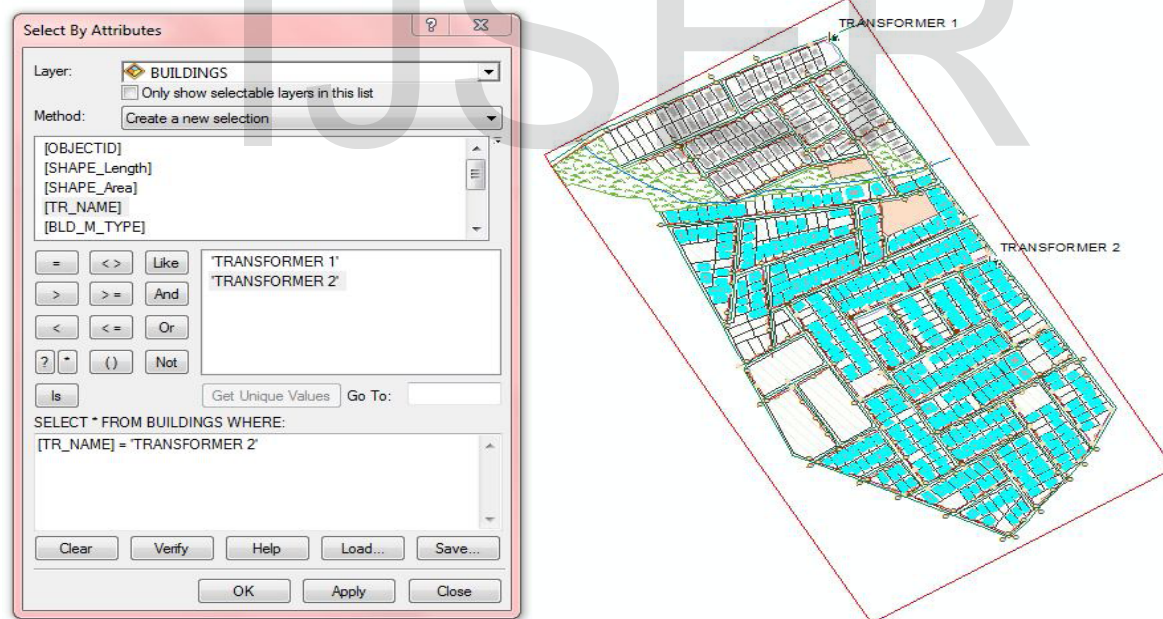 IJSER
Select By Attributes
Layer:
BUILDINGS
Only show selectable layers in this list
Method:
Create a new selection
[OBJECTID]
[SHAPE_Length]
[SHAPE_Area]
[TR_NAME]
[BLD_M_TYPE]
= < > Like
> > = And
< < = Or
? * ( ) Not
Is
'TRANSFORMER 1'
'TRANSFORMER 2'
Get Unique Values Go To:
SELECT * FROM BUILDINGS WHERE:
[TR_NAME] = 'TRANSFORMER 2'
Clear Verify Help Load... Save...
OK Apply Close
TRANSFORMER 1
TRANSFORMER 2